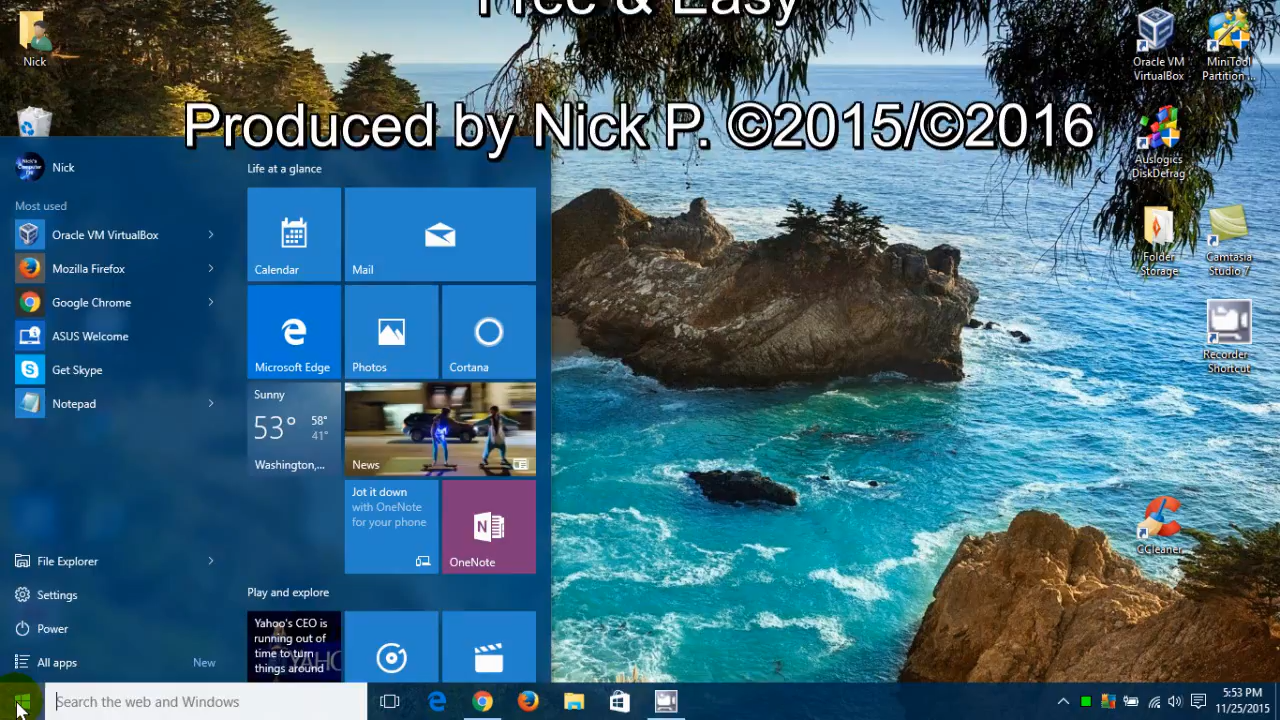 Free & Easy
Produced by Nick P. ©2015/©2016
Nick
Oracle VM
VirtualBox
MiniTool
Partition ...
Auslogics
DiskDefrag
Folder
Storage
Camtasia
Studio 7
Recorder
Shortcut
CCleaner
Nick
Most used
Oracle VM VirtualBox
Mozilla Firefox
Google Chrome
ASUS Welcome
Get Skype
Notepad
File Explorer
Settings
Power
All apps
New
Life at a glance
Calendar
Mail
Microsoft Edge
Photos
Cortana
Sunny
53°
58°
41°
Washington,...
News
Jot it down
with OneNote
for your phone
OneNote
Play and explore
Yahoo's CEO is
running out of
time to turn
things around
Search the web and Windows
5:53 PM
11/25/2015